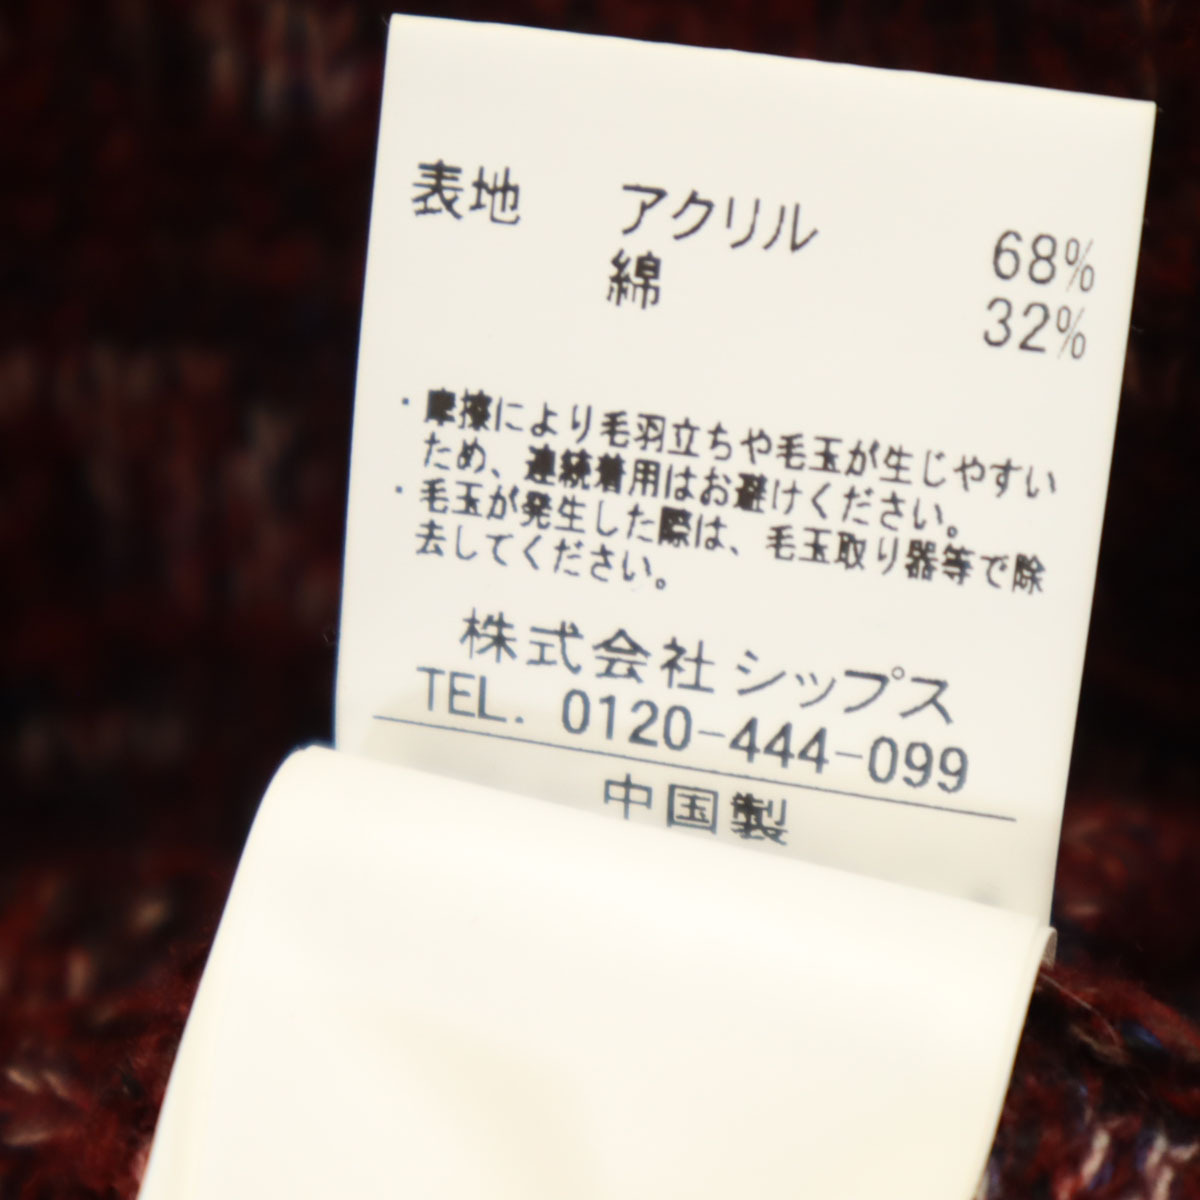 表地 アクリル 68%
綿 32%
・摩擦により毛羽立ちや毛玉が生じやすい
ため、連続着用はお避けください。
・毛玉が発生した際は、毛玉取り器等で除
去してください。
株式会社シップス
TEL. 0120-444-099
中国製